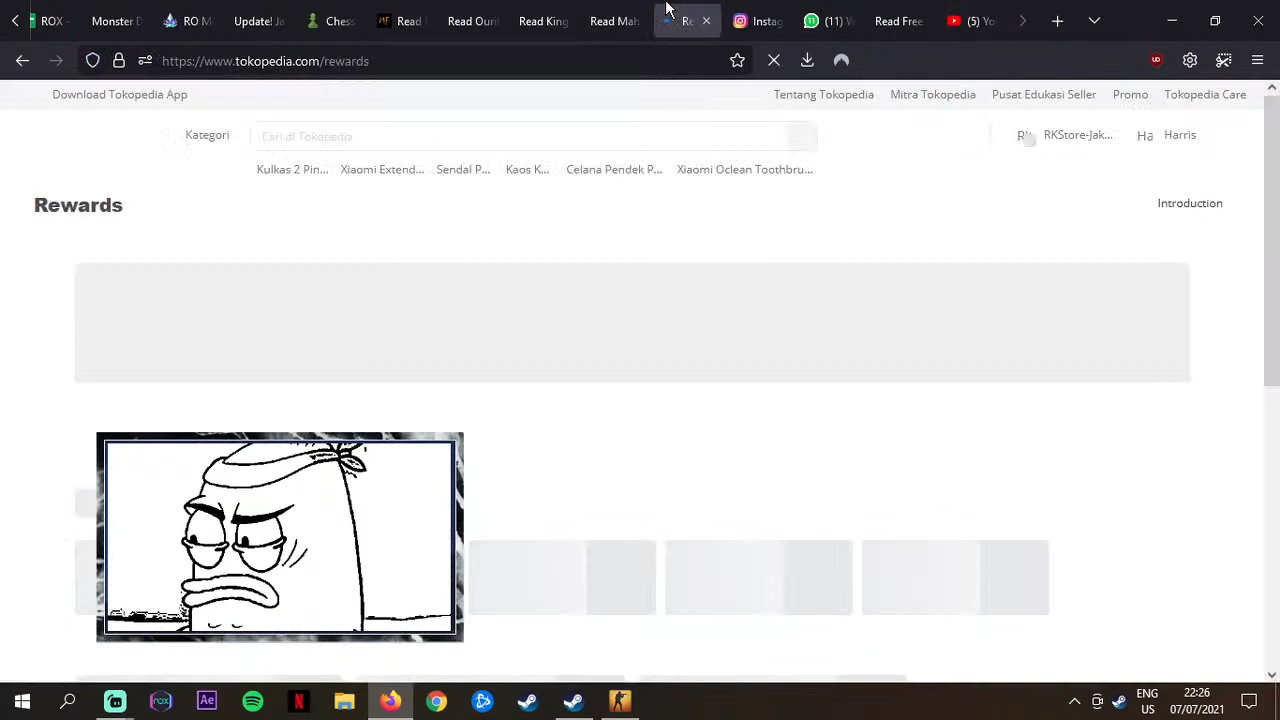 ROX - Monster D RO M Update! Ja Chess Read Read Ouri Read King Read Mah Re Instag (11) W Read Free (5) Yo
https://www.tokopedia.com/rewards
Download Tokopedia App Tentang Tokopedia Mitra Tokopedia Pusat Edukasi Seller Promo Tokopedia Care
Kategori Cari di Tokopedia RKStore-Jak... Ha Harris
Kulkas 2 Pin... Xiaomi Extend... Sendal P... Kaos K... Celana Pendek P... Xiaomi Oclean Toothbru...
Rewards Introduction
nox Ae N ENG 22:26
US 07/07/2021